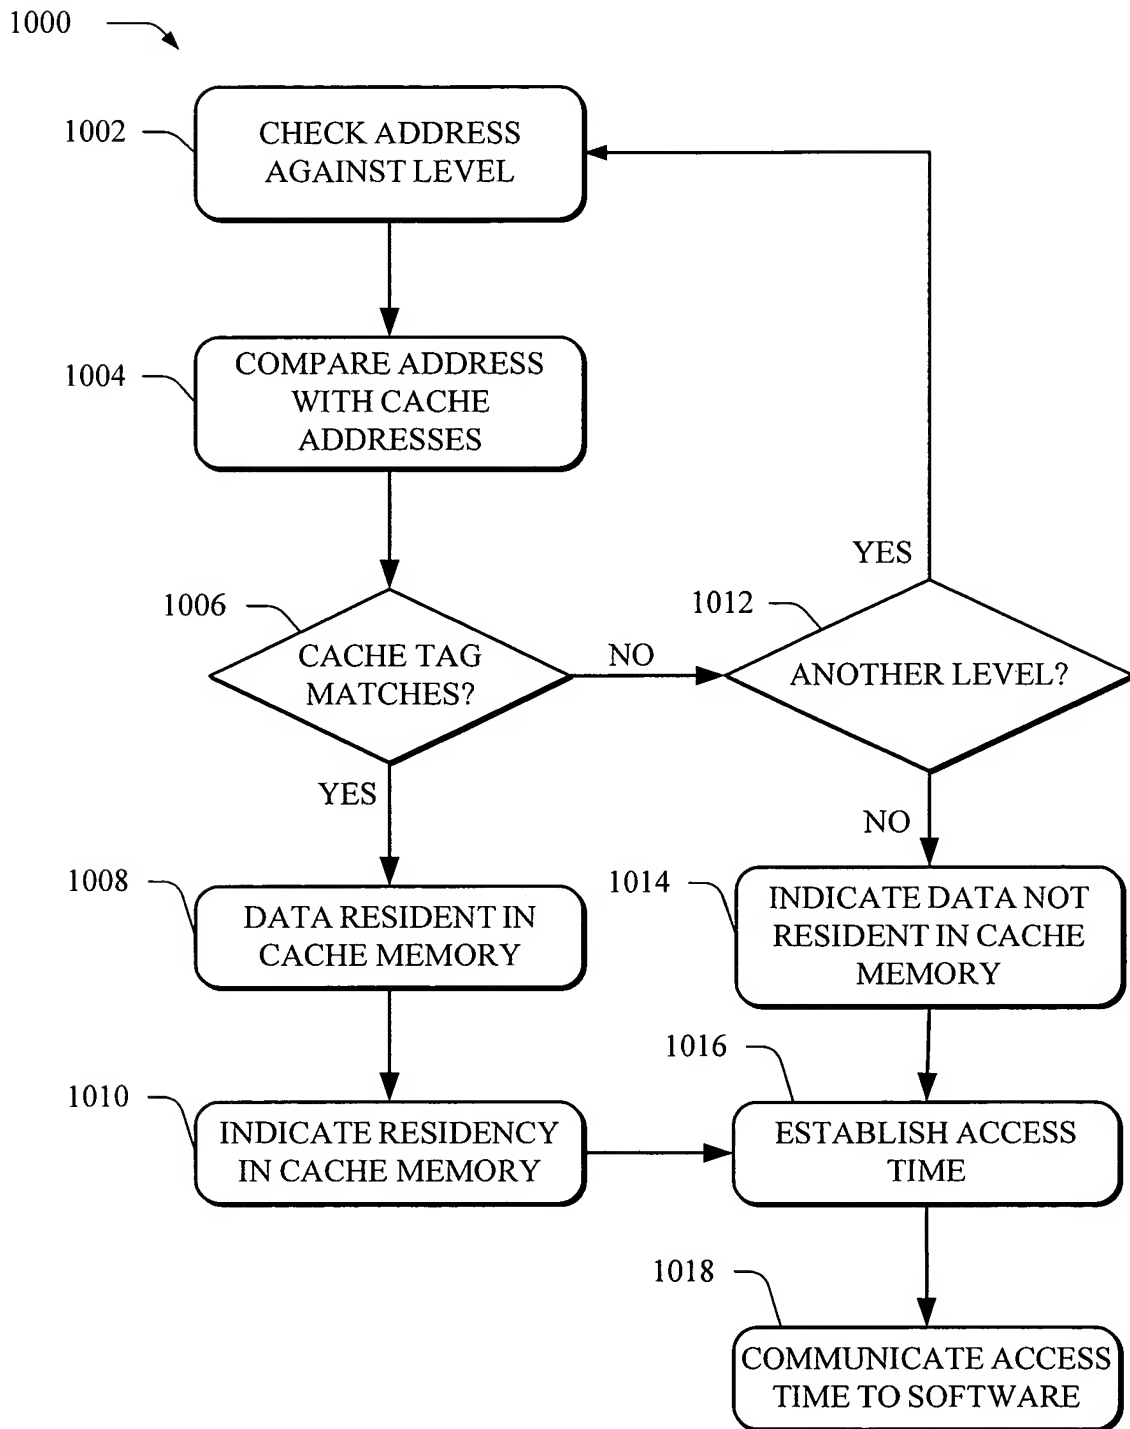 1000
1002
CHECK ADDRESS
AGAINST LEVEL
1004
COMPARE ADDRESS
WITH CACHE
ADDRESSES
YES
1006
1012
CACHE TAG
MATCHES?
NO
ANOTHER LEVEL?
YES
NO
1008
DATA RESIDENT IN
CACHE MEMORY
1014
INDICATE DATA NOT
RESIDENT IN CACHE
MEMORY
1016
1010
INDICATE RESIDENCY
IN CACHE MEMORY
ESTABLISH ACCESS
TIME
1018
COMMUNICATE ACCESS
TIME TO SOFTWARE